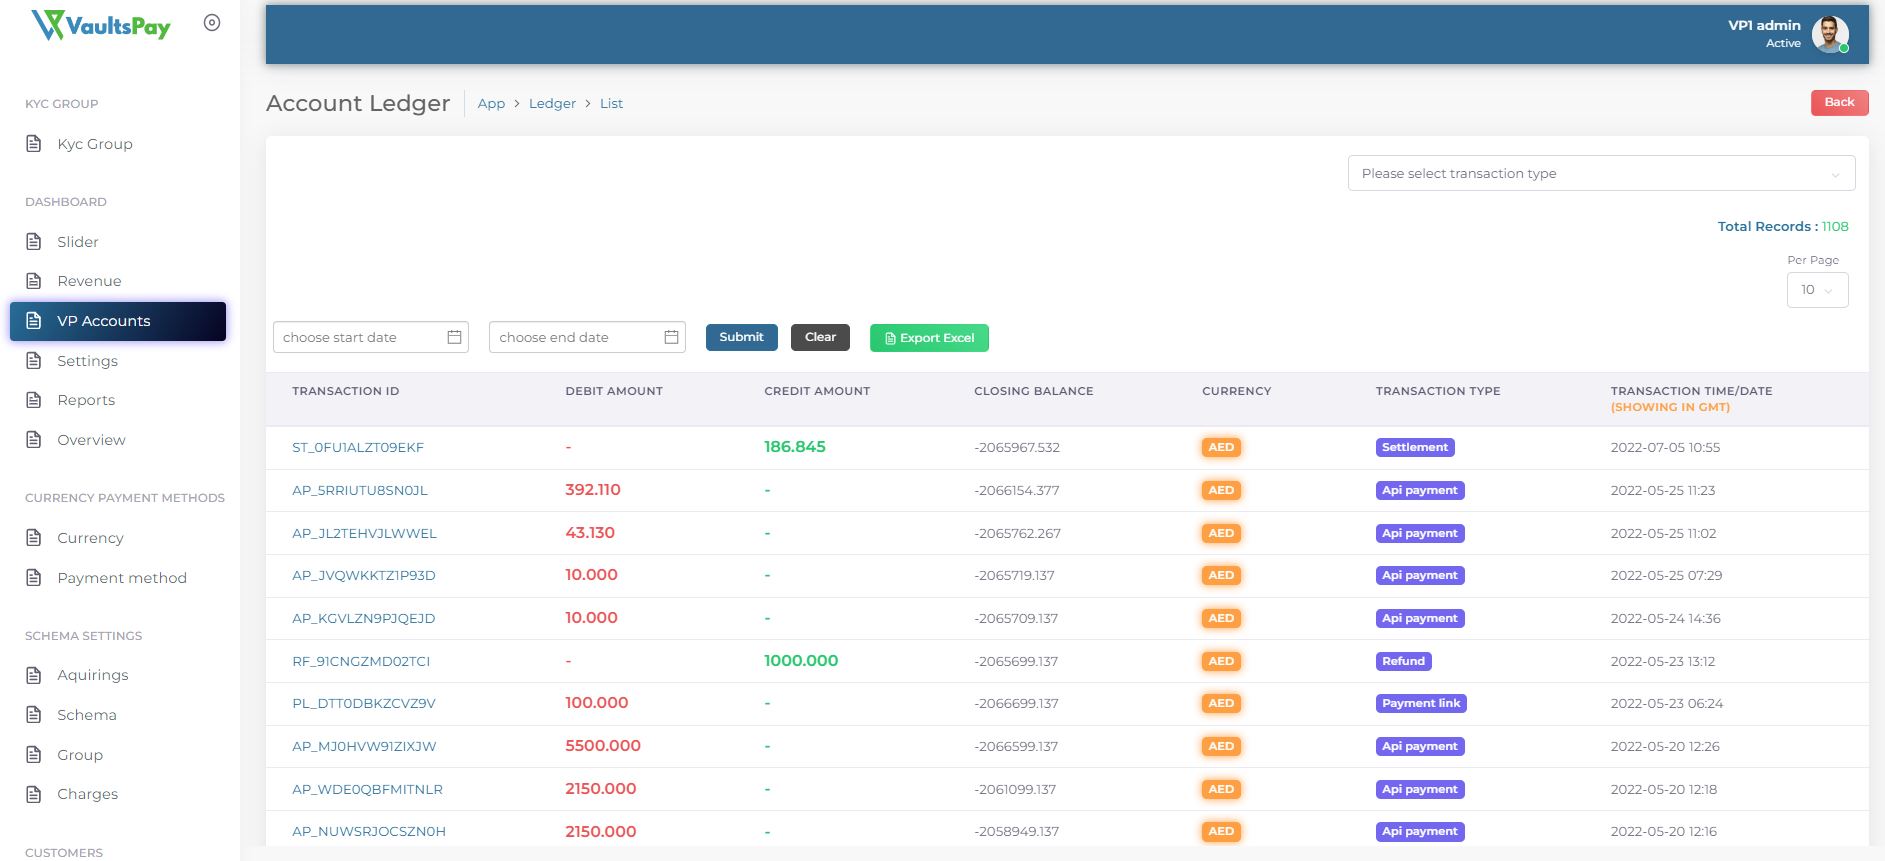 VaultsPay
VP1 admin
Active
KYC GROUP
Kyc Group
DASHBOARD
Slider
Revenue
VP Accounts
Settings
Reports
Overview
CURRENCY PAYMENT METHODS
Currency
Payment method
SCHEMA SETTINGS
Aquirings
Schema
Group
Charges
CUSTOMERS
Account Ledger App > Ledger > List Back
Please select transaction type
Total Records : 1108
Per Page
10
choose start date choose end date Submit Clear Export Excel
TRANSACTION ID DEBIT AMOUNT CREDIT AMOUNT CLOSING BALANCE CURRENCY TRANSACTION TYPE TRANSACTION TIME/DATE
(SHOWING IN GMT)
ST_0FU1ALZT09EKF - 186.845 -2065967.532 AED Settlement 2022-07-05 10:55
AP_5RRIUTU8SN0JL 392.110 - -2066154.377 AED Api payment 2022-05-25 11:23
AP_JL2TEHVJLWWEL 43.130 - -2065762.267 AED Api payment 2022-05-25 11:02
AP_JVQWKKTZ1P93D 10.000 - -2065719.137 AED Api payment 2022-05-25 07:29
AP_KGVLZN9PJQEJD 10.000 - -2065709.137 AED Api payment 2022-05-24 14:36
RF_91CNGZMD02TCI - 1000.000 -2065699.137 AED Refund 2022-05-23 13:12
PL_DTT0DBKZCVZ9V 100.000 - -2066699.137 AED Payment link 2022-05-23 06:24
AP_MJ0HVW91ZIXJW 5500.000 - -2066599.137 AED Api payment 2022-05-20 12:26
AP_WDE0QBFMITNLR 2150.000 - -2061099.137 AED Api payment 2022-05-20 12:18
AP_NUWSRJOCSZN0H 2150.000 - -2058949.137 AED Api payment 2022-05-20 12:16